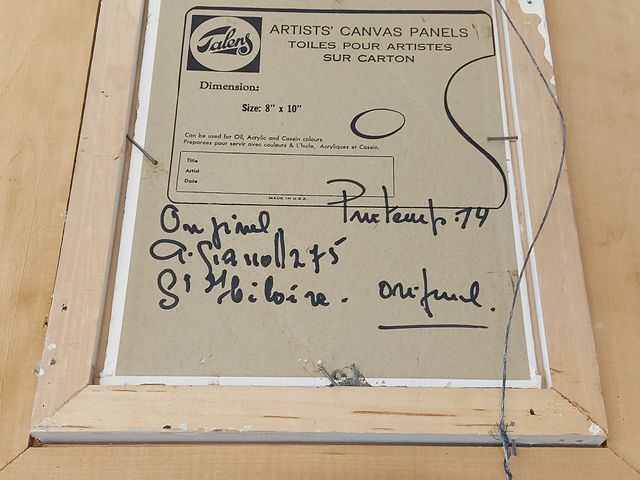 Talens
ARTISTS' CANVAS PANELS
TOILES POUR ARTISTES
SUR CARTON
Dimension:
Size: 8" x 10"
Can be used for Oil, Acrylic and Casein colours.
Preparees pour servir avec couleurs & L'huile, Acryliques et Casein.
Title
Artist
Date
MADE IN U.S.A.
Printemp. 74
Original
275
St Hilaire. original.